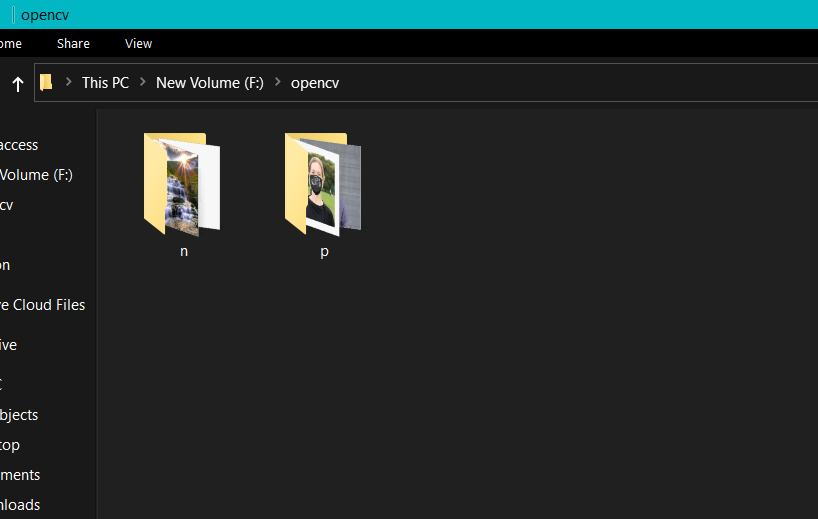 opencv
ome Share View
This PC New Volume (F:) opencv
access
Volume (F:)
cv
on
ve Cloud Files
ive
C
bjects
top
ments
nloads
n
p